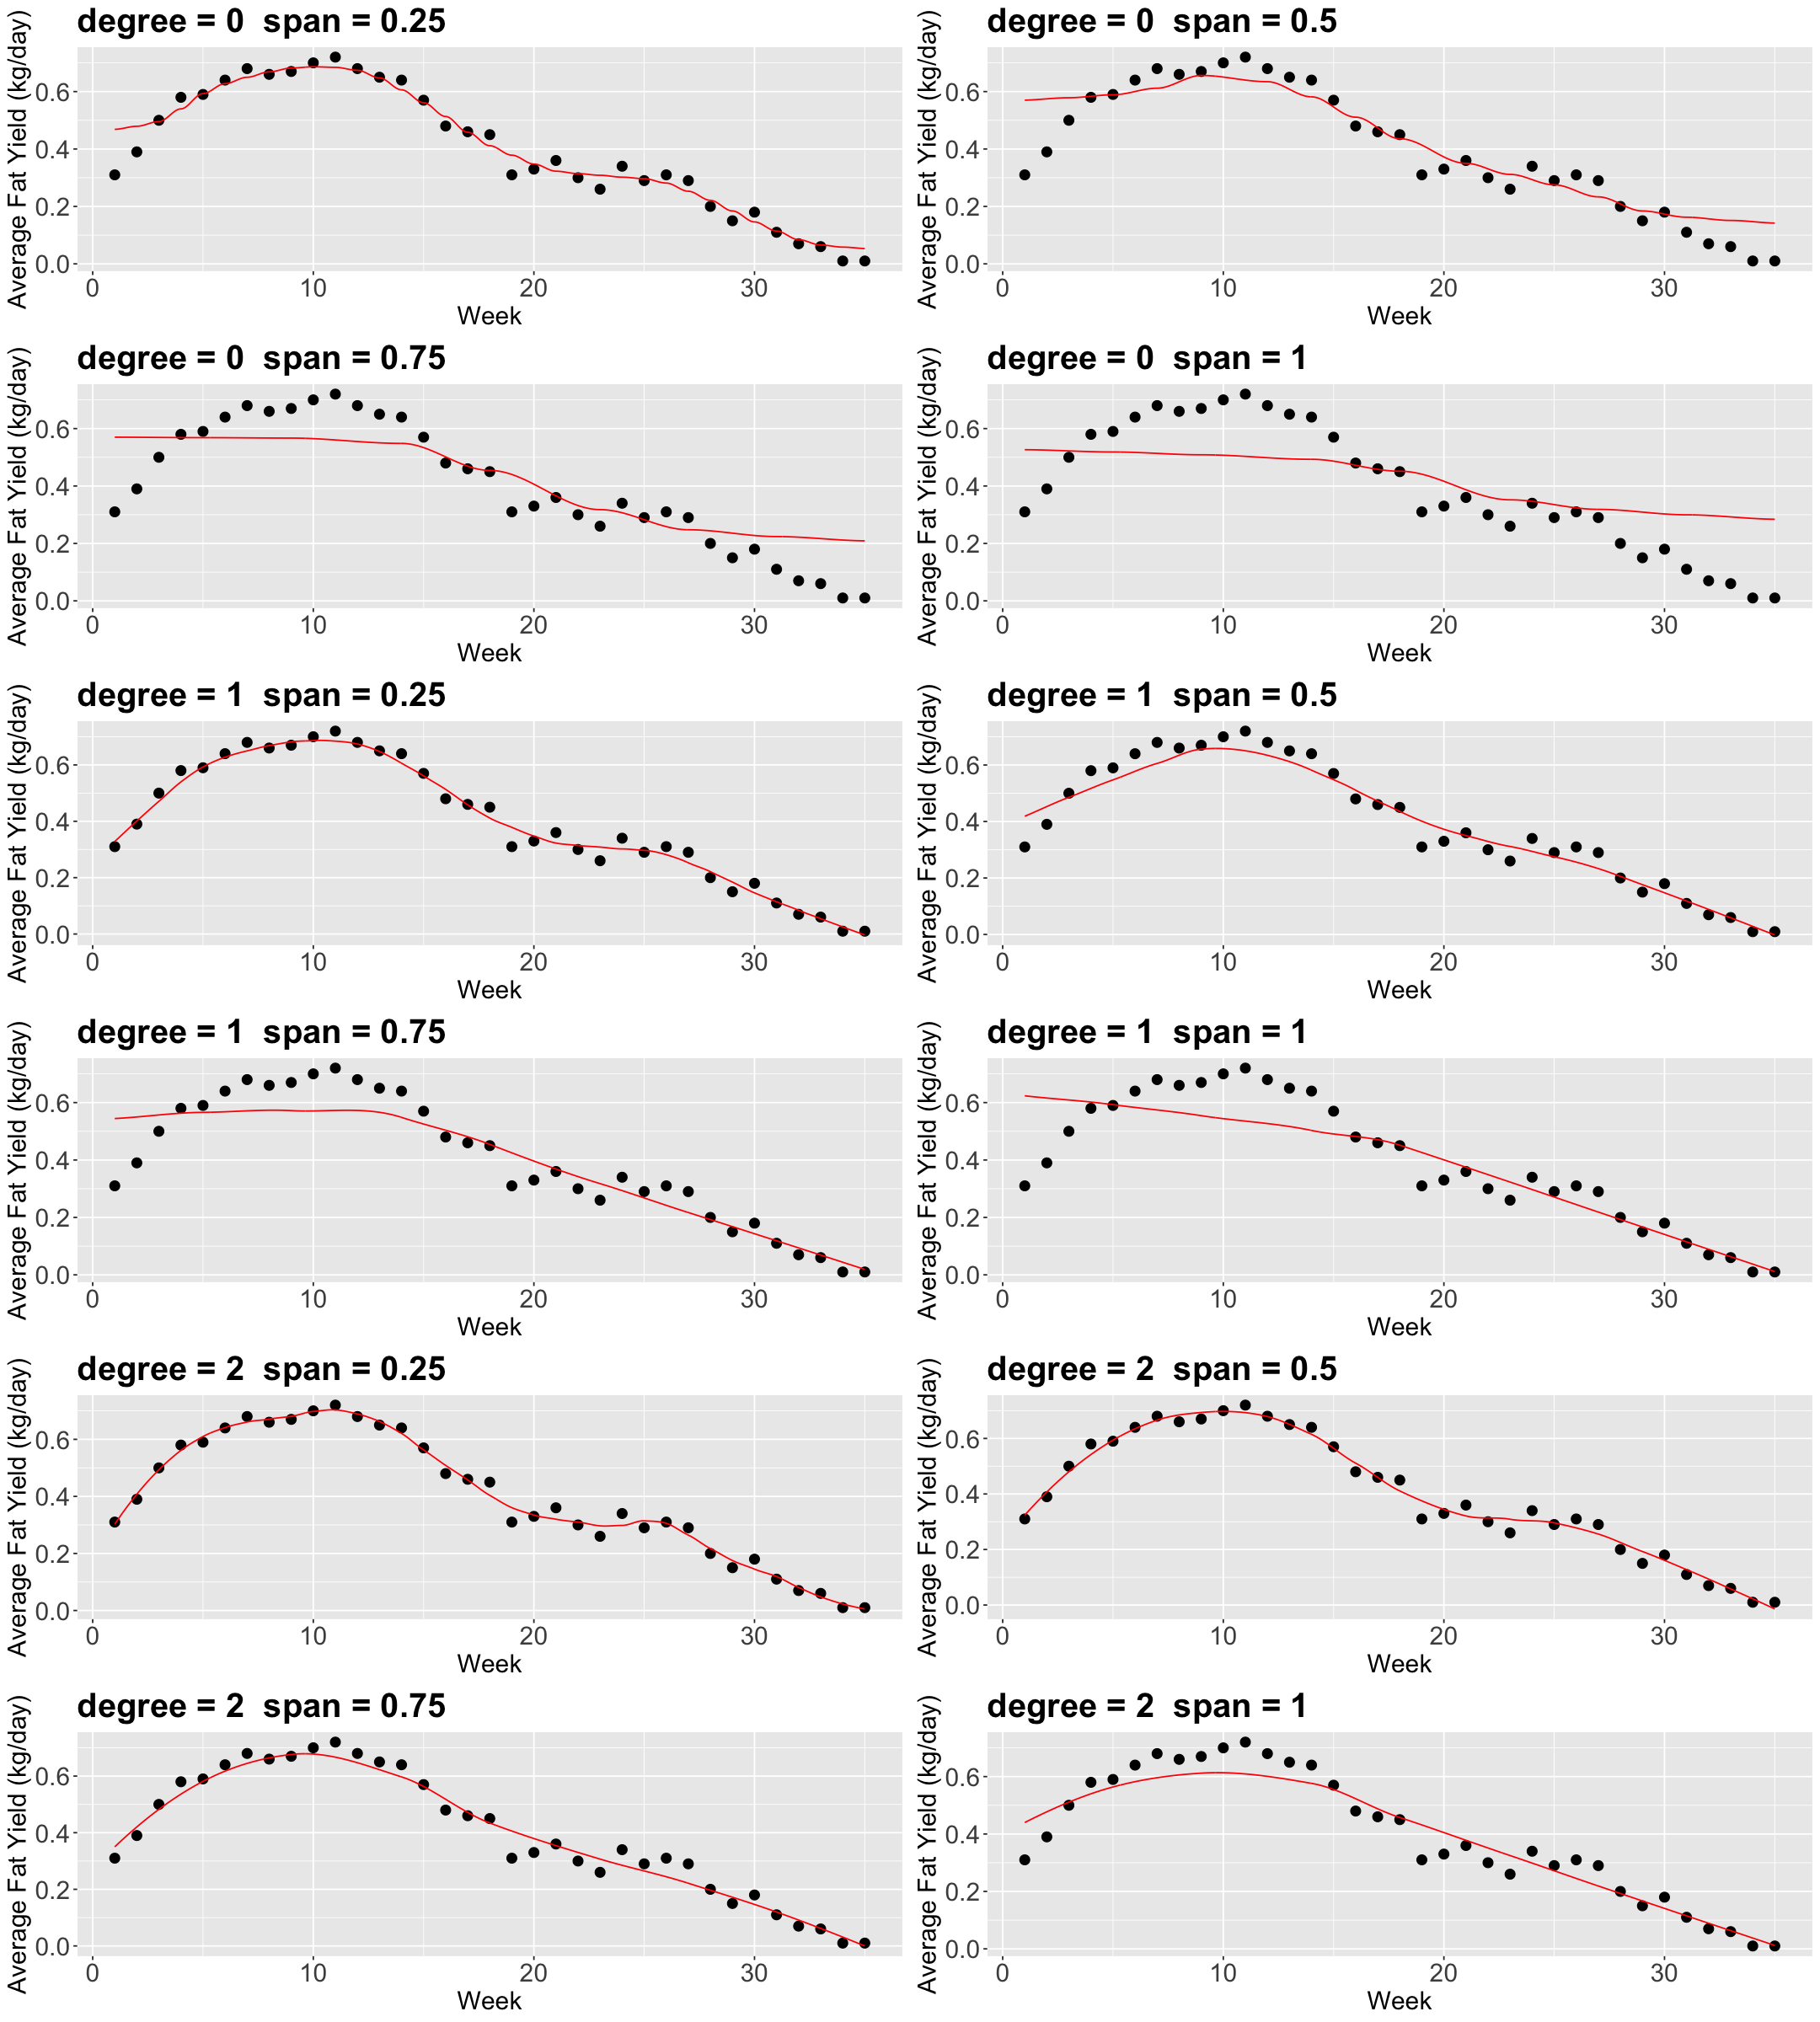 degree = 0  span = 0.25
Average Fat Yield (kg/day)
0.6
0.4
0.2
0.0
0 10 20 30
Week
degree = 0  span = 0.5
Average Fat Yield (kg/day)
0.6
0.4
0.2
0.0
0 10 20 30
Week
degree = 0  span = 0.75
Average Fat Yield (kg/day)
0.6
0.4
0.2
0.0
0 10 20 30
Week
degree = 0  span = 1
Average Fat Yield (kg/day)
0.6
0.4
0.2
0.0
0 10 20 30
Week
degree = 1  span = 0.25
Average Fat Yield (kg/day)
0.6
0.4
0.2
0.0
0 10 20 30
Week
degree = 1  span = 0.5
Average Fat Yield (kg/day)
0.6
0.4
0.2
0.0
0 10 20 30
Week
degree = 1  span = 0.75
Average Fat Yield (kg/day)
0.6
0.4
0.2
0.0
0 10 20 30
Week
degree = 1  span = 1
Average Fat Yield (kg/day)
0.6
0.4
0.2
0.0
0 10 20 30
Week
degree = 2  span = 0.25
Average Fat Yield (kg/day)
0.6
0.4
0.2
0.0
0 10 20 30
Week
degree = 2  span = 0.5
Average Fat Yield (kg/day)
0.6
0.4
0.2
0.0
0 10 20 30
Week
degree = 2  span = 0.75
Average Fat Yield (kg/day)
0.6
0.4
0.2
0.0
0 10 20 30
Week
degree = 2  span = 1
Average Fat Yield (kg/day)
0.6
0.4
0.2
0.0
0 10 20 30
Week